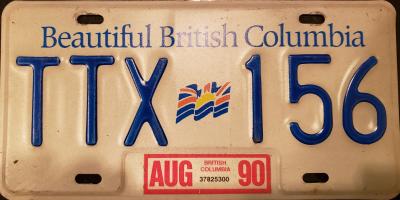 Beautiful British Columbia
TTX 156
AUG BRITISH COLUMBIA 90
37825300